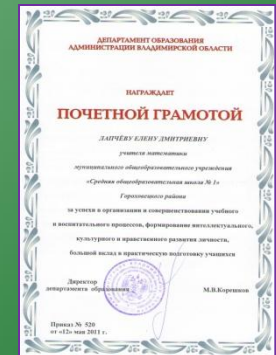 ДЕПАРТАМЕНТ ОБРАЗОВАНИЯ
АДМИНИСТРАЦИИ ВЛАДИМИРСКОЙ ОБЛАСТИ
НАГРАЖДАЕТ
ПОЧЕТНОЙ ГРАМОТОЙ
ЛАПЧЁВУ ЕЛЕНУ ДМИТРИЕВНУ
учителя математики
муниципального общеобразовательного учреждения
«Средняя общеобразовательная школа № 1»
Гороховецкого района
за успехи в организации и совершенствовании учебного
и воспитательного процессов, формирование интеллектуального,
культурного и нравственного развития личности,
большой вклад в практическую подготовку учащихся
Директор
департамента образования М.В.Корешков
Приказ № 520
от «12» мая 2011 г.